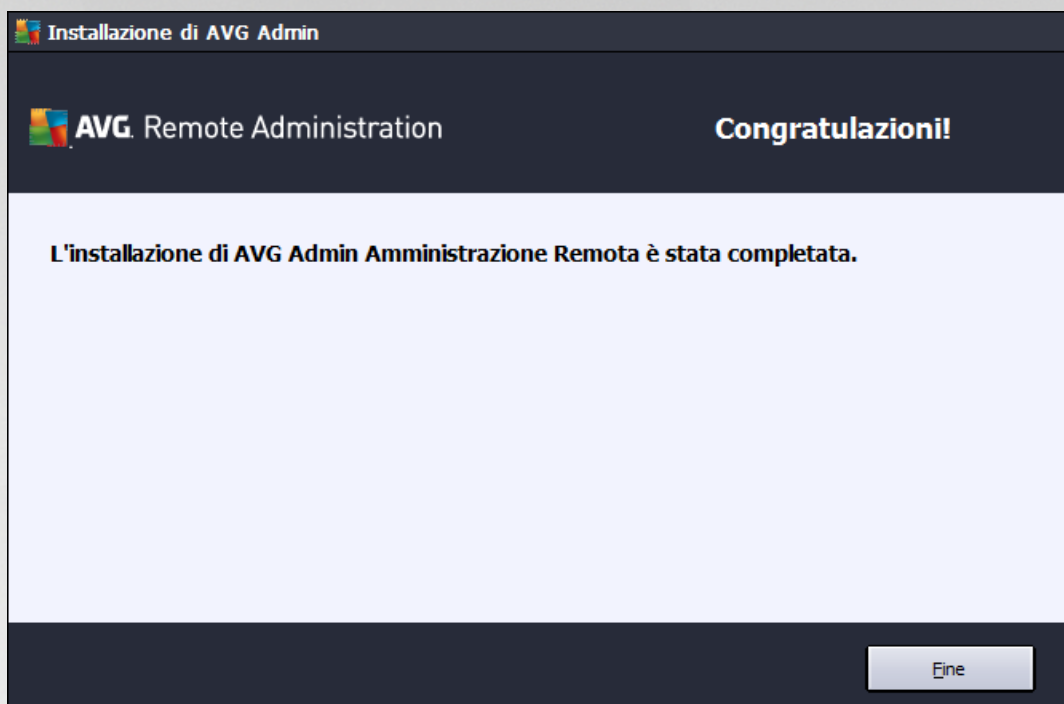 Installazione di AVG Admin
AVG. Remote Administration
Congratulazioni!
L'installazione di AVG Admin Amministrazione Remota è stata completata.
Fine